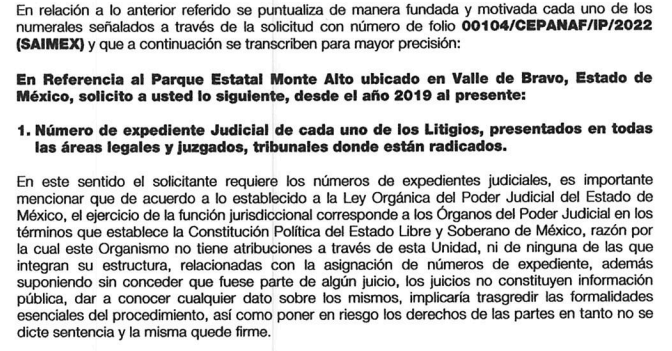 En relación a lo anterior referido se puntualiza de manera fundada y motivada cada uno de los
numerales señalados a través de la solicitud con número de folio 00104/CEPANAF/IP/2022
(SAIMEX) y que a continuación se transcriben para mayor precisión:
En Referencia al Parque Estatal Monte Alto ubicado en Valle de Bravo, Estado de
México, solicito a usted lo siguiente, desde el año 2019 al presente:
1. Número de expediente Judicial de cada uno de los Litigios, presentados en todas
las áreas legales y juzgados, tribunales donde están radicados.
En este sentido el solicitante requiere los números de expedientes judiciales, es importante
mencionar que de acuerdo a lo establecido a la Ley Orgánica del Poder Judicial del Estado de
México, el ejercicio de la función jurisdiccional corresponde a los Órganos del Poder Judicial en los
términos que establece la Constitución Política del Estado Libre y Soberano de México, razón por
la cual este Organismo no tiene atribuciones a través de esta Unidad, ni de ninguna de las que
integran su estructura, relacionadas con la asignación de números de expediente, además
suponiendo sin conceder que fuese parte de algún juicio, los juicios no constituyen información
pública, dar a conocer cualquier dato sobre los mismos, implicaría trasgredir las formalidades
esenciales del procedimiento, así como poner en riesgo los derechos de las partes en tanto no se
dicte sentencia y la misma quede firme.